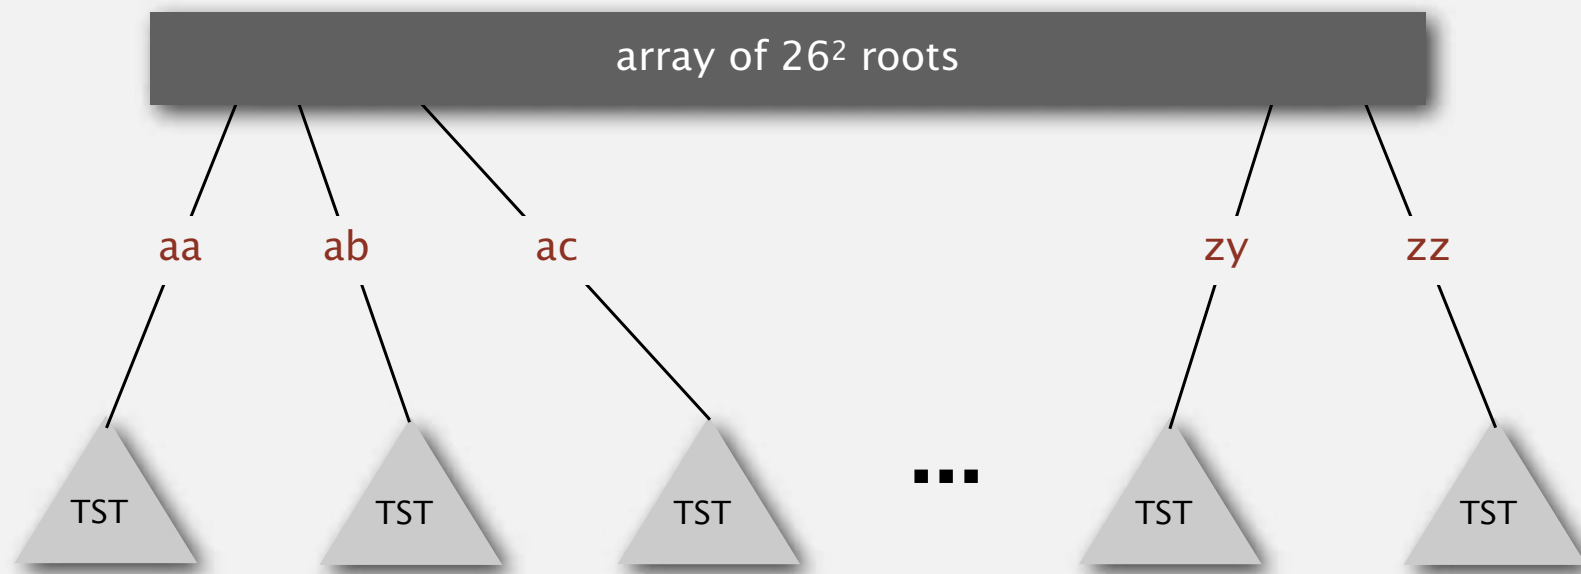 array of 26² roots
aa ab ac zy zz
...
TST TST TST TST TST